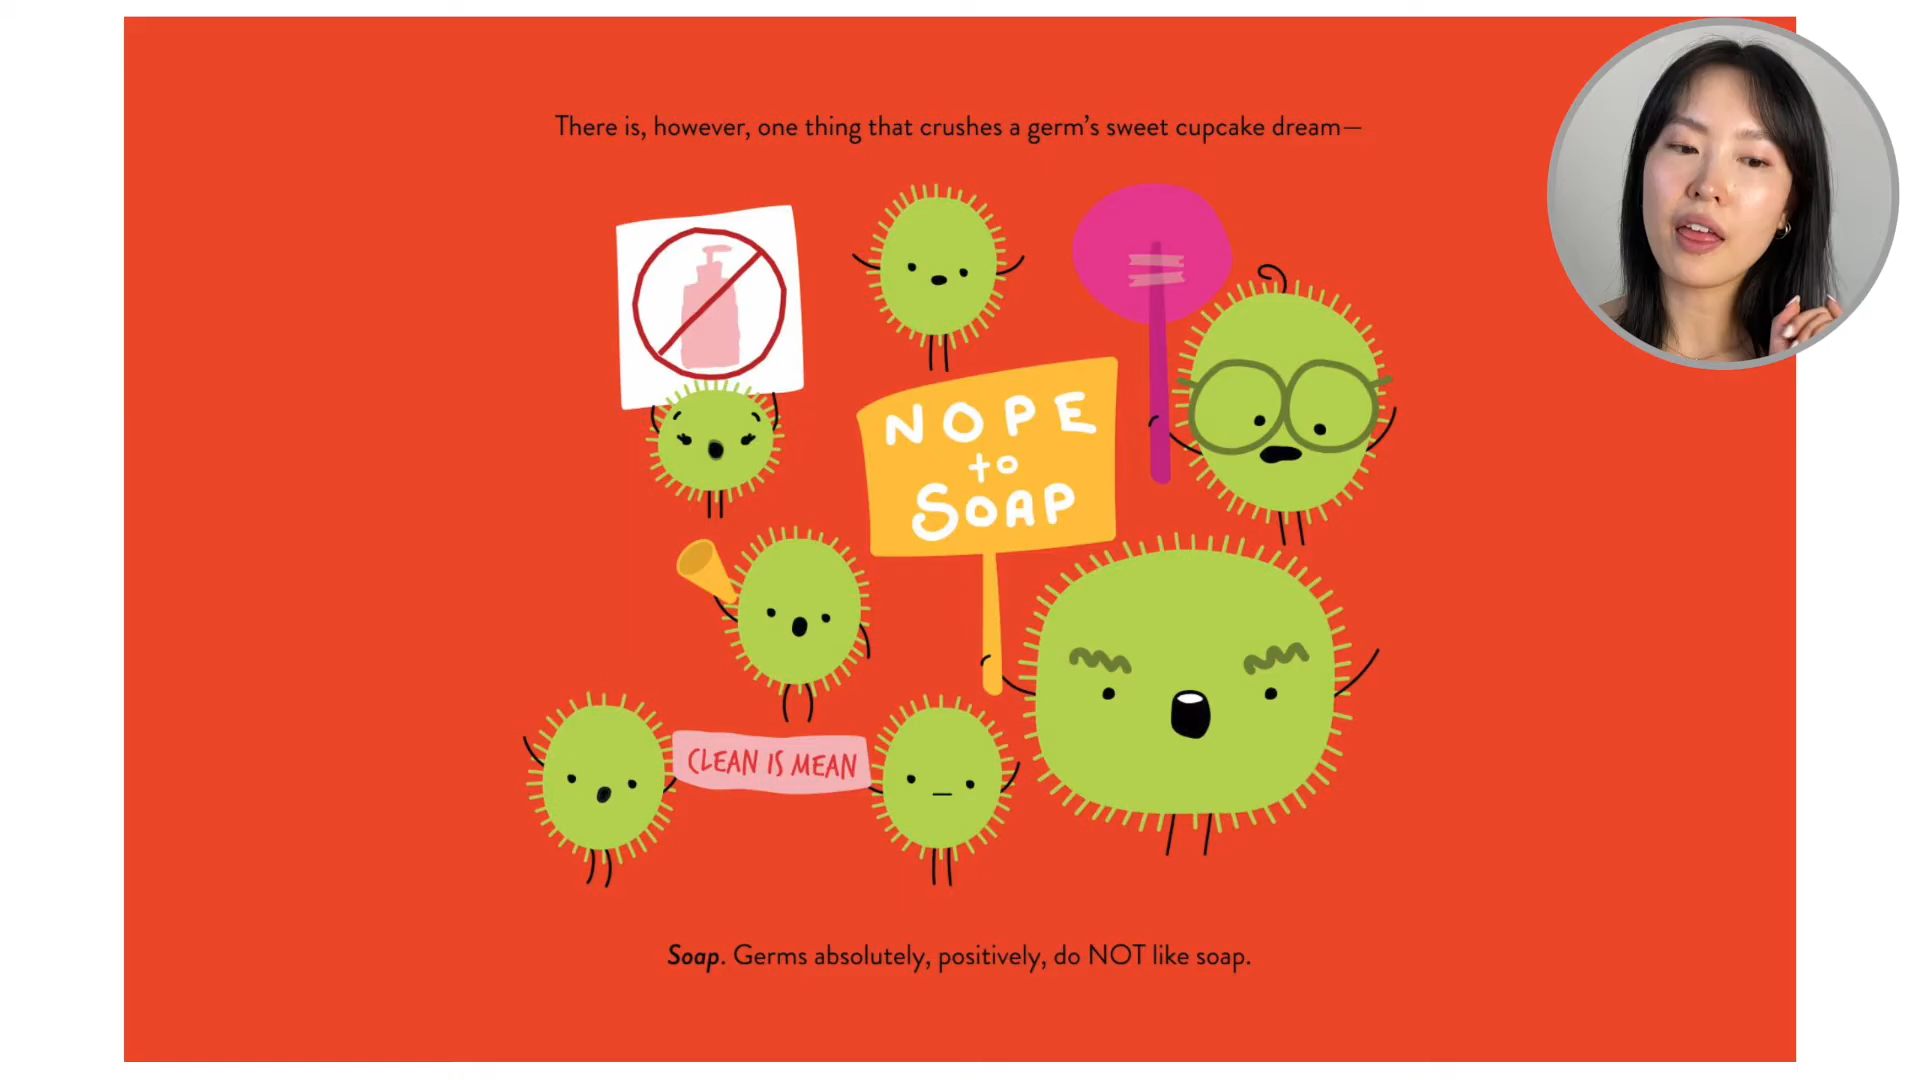 There is, however, one thing that crushes a germ's sweet cupcake dream—
NOPE
to
SOAP
CLEAN IS MEAN
Soap. Germs absolutely, positively, do NOT like soap.